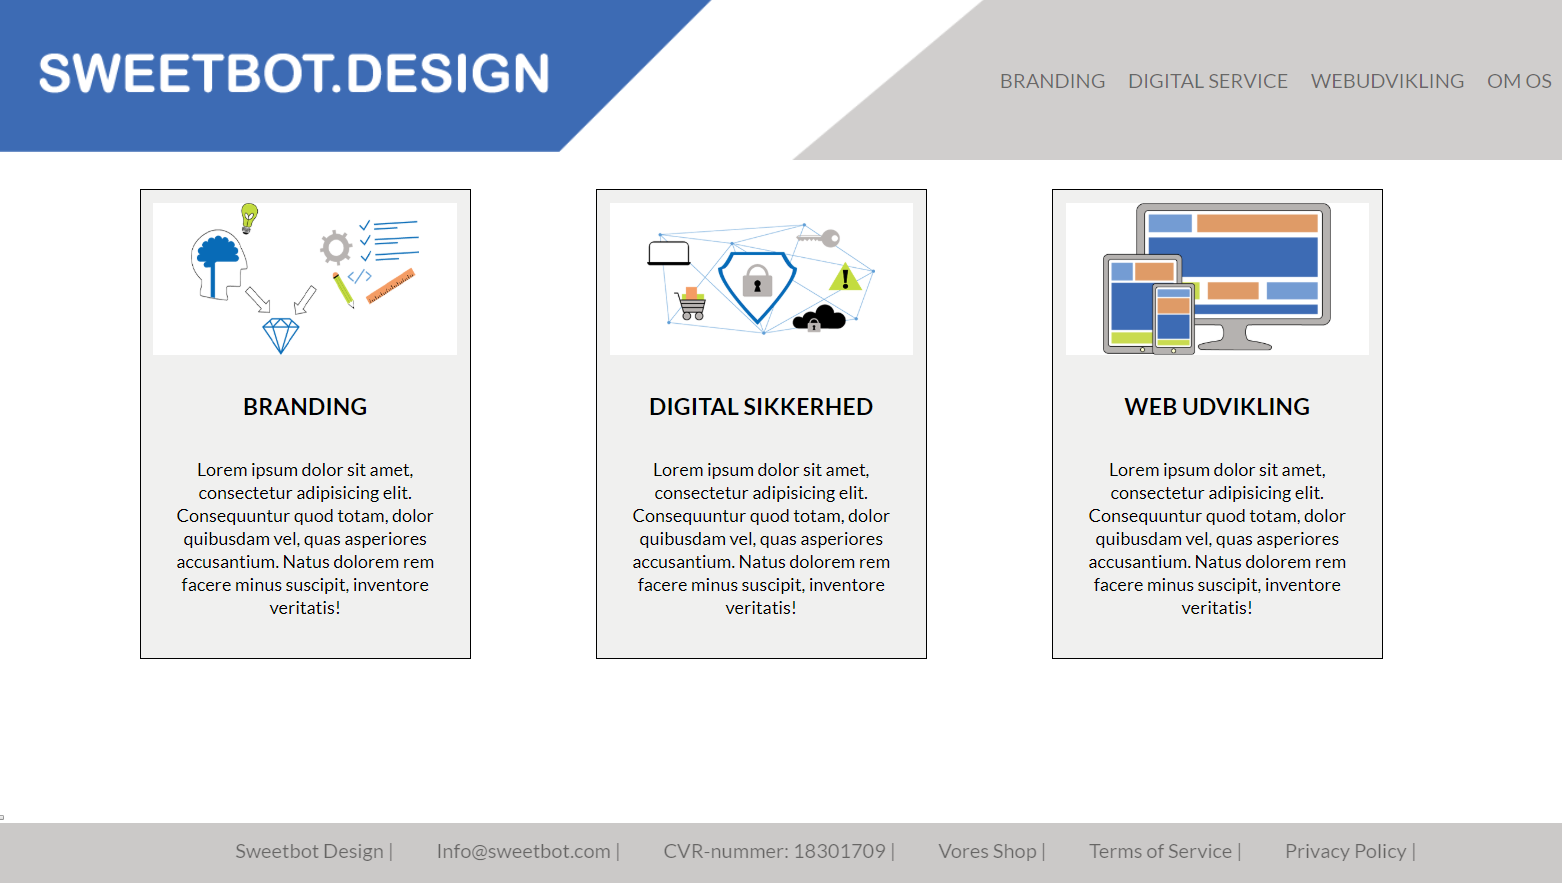 SWEETBOT.DESIGN
BRANDING DIGITAL SERVICE WEBUDVIKLING OM OS
BRANDING
Lorem ipsum dolor sit amet,
consectetur adipisicing elit.
Consequuntur quod totam, dolor
quibusdam vel, quas asperiores
accusantium. Natus dolorem rem
facere minus suscipit, inventore
veritatis!
DIGITAL SIKKERHED
Lorem ipsum dolor sit amet,
consectetur adipisicing elit.
Consequuntur quod totam, dolor
quibusdam vel, quas asperiores
accusantium. Natus dolorem rem
facere minus suscipit, inventore
veritatis!
WEB UDVIKLING
Lorem ipsum dolor sit amet,
consectetur adipisicing elit.
Consequuntur quod totam, dolor
quibusdam vel, quas asperiores
accusantium. Natus dolorem rem
facere minus suscipit, inventore
veritatis!
Sweetbot Design | Info@sweetbot.com | CVR-nummer: 18301709 | Vores Shop | Terms of Service | Privacy Policy |